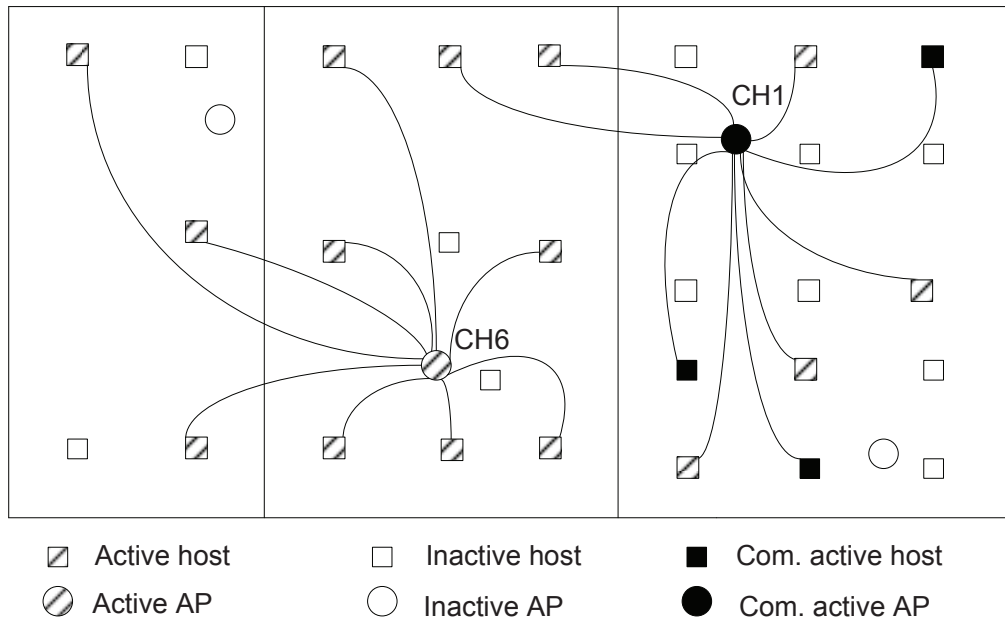 CH1
CH6
Active host
Inactive host
Com. active host
Active AP
Inactive AP
Com. active AP